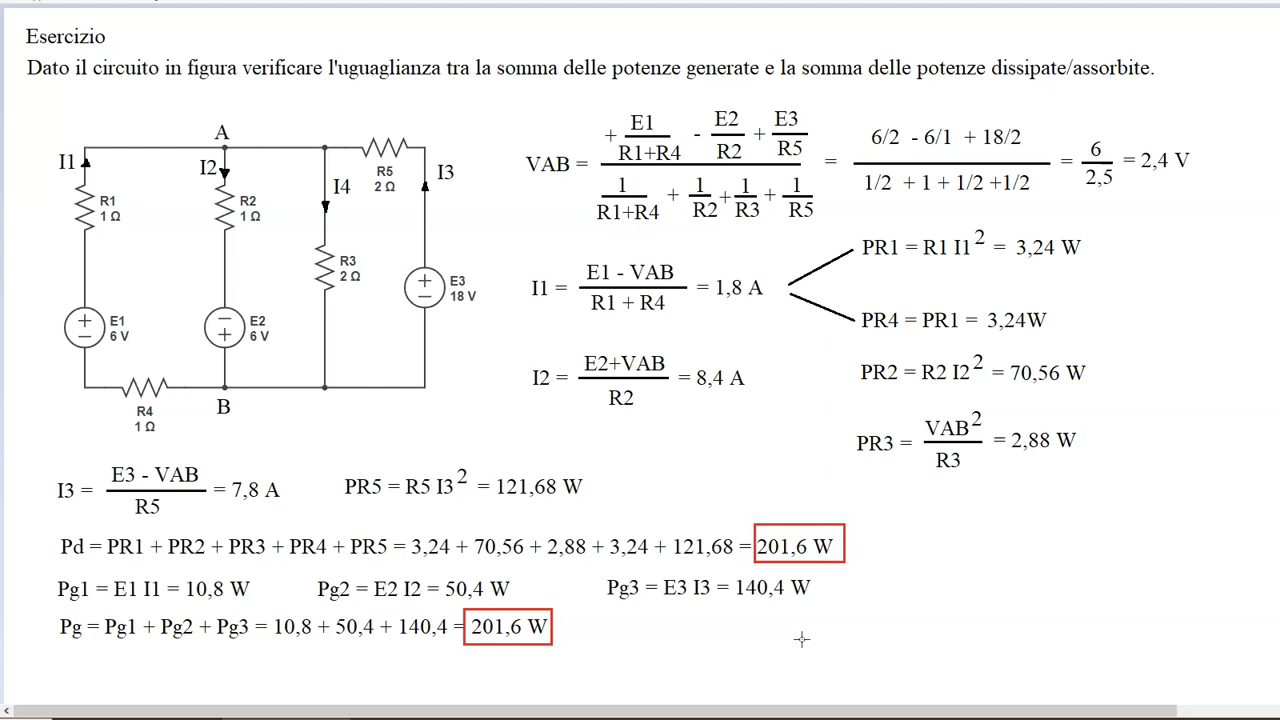 Esercizio
Dato il circuito in figura verificare l'uguaglianza tra la somma delle potenze generate e la somma delle potenze dissipate/assorbite.
A
I1
I2
I4
I3
R1
1 Ω
R2
1 Ω
R5
2 Ω
R3
2 Ω
E1
6 V
E2
6 V
E3
18 V
R4
1 Ω
B
VAB = + E1/(R1+R4) - E2/R2 + E3/R5 / 1/(R1+R4) + 1/R2 + 1/R3 + 1/R5 = 6/2 - 6/1 + 18/2 / 1/2 + 1 + 1/2 +1/2 = 6/2,5 = 2,4 V
I1 = E1 - VAB / R1 + R4 = 1,8 A
PR1 = R1 I1² = 3,24 W
PR4 = PR1 = 3,24W
I2 = E2+VAB / R2 = 8,4 A
PR2 = R2 I2² = 70,56 W
PR3 = VAB² / R3 = 2,88 W
I3 = E3 - VAB / R5 = 7,8 A
PR5 = R5 I3² = 121,68 W
Pd = PR1 + PR2 + PR3 + PR4 + PR5 = 3,24 + 70,56 + 2,88 + 3,24 + 121,68 = 201,6 W
Pg1 = E1 I1 = 10,8 W
Pg2 = E2 I2 = 50,4 W
Pg3 = E3 I3 = 140,4 W
Pg = Pg1 + Pg2 + Pg3 = 10,8 + 50,4 + 140,4 = 201,6 W